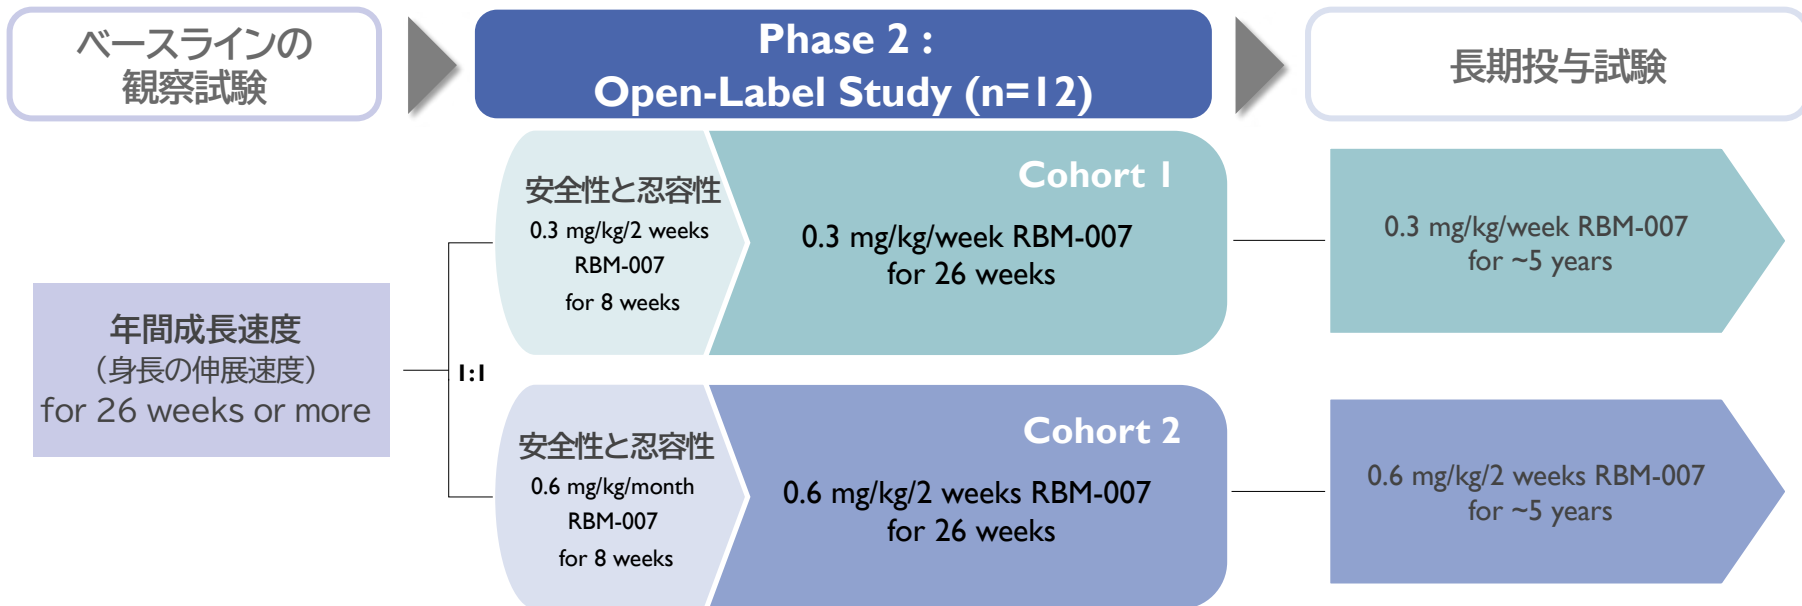 ベースラインの
観察試験
Phase 2 :
Open-Label Study (n=12)
長期投与試験
年間成長速度
（身長の伸展速度）
for 26 weeks or more
1:1
安全性と忍容性
0.3 mg/kg/2 weeks
RBM-007
for 8 weeks
Cohort 1
0.3 mg/kg/week RBM-007
for 26 weeks
0.3 mg/kg/week RBM-007
for ~5 years
安全性と忍容性
0.6 mg/kg/month
RBM-007
for 8 weeks
Cohort 2
0.6 mg/kg/2 weeks RBM-007
for 26 weeks
0.6 mg/kg/2 weeks RBM-007
for ~5 years